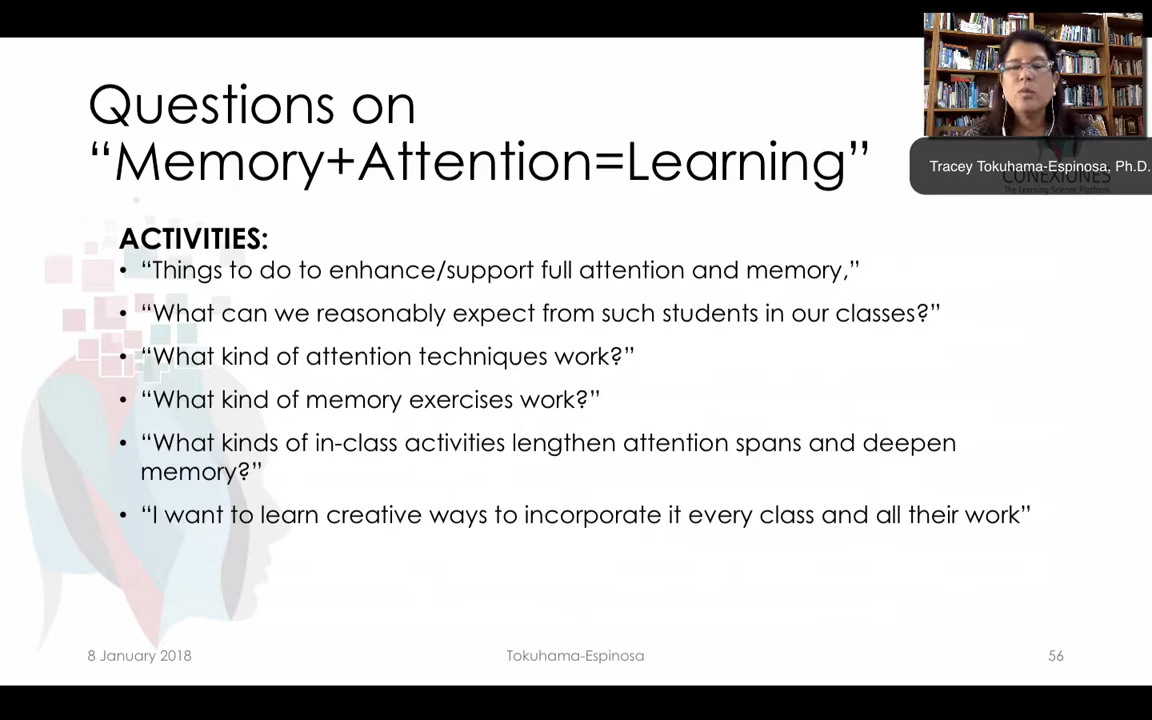 Questions on
“Memory+Attention=Learning”
Tracey Tokuhama-Espinosa, Ph.D.
CONEXIONES
The Learning Science Platform
ACTIVITIES:
• “Things to do to enhance/support full attention and memory,”
• “What can we reasonably expect from such students in our classes?”
• “What kind of attention techniques work?”
• “What kind of memory exercises work?”
• “What kinds of in-class activities lengthen attention spans and deepen
memory?”
• “I want to learn creative ways to incorporate it every class and all their work”
8 January 2018
Tokuhama-Espinosa
56